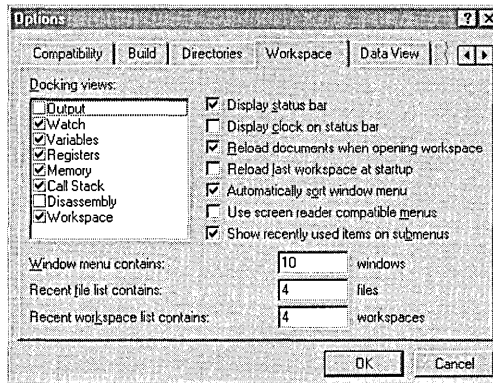 Options
Compatibility Build Directories Workspace Data View
Docking views:
Output
Watch
Variables
Registers
Memory
Call Stack
Disassembly
Workspace
Display status bar
Display clock on status bar
Reload documents when opening workspace
Reload last workspace at startup
Automatically sort window menu
Use screen reader compatible menus
Show recently used items on submenus
Window menu contains: 10 windows
Recent file list contains: 4 files
Recent workspace list contains: 4 workspaces
OK Cancel